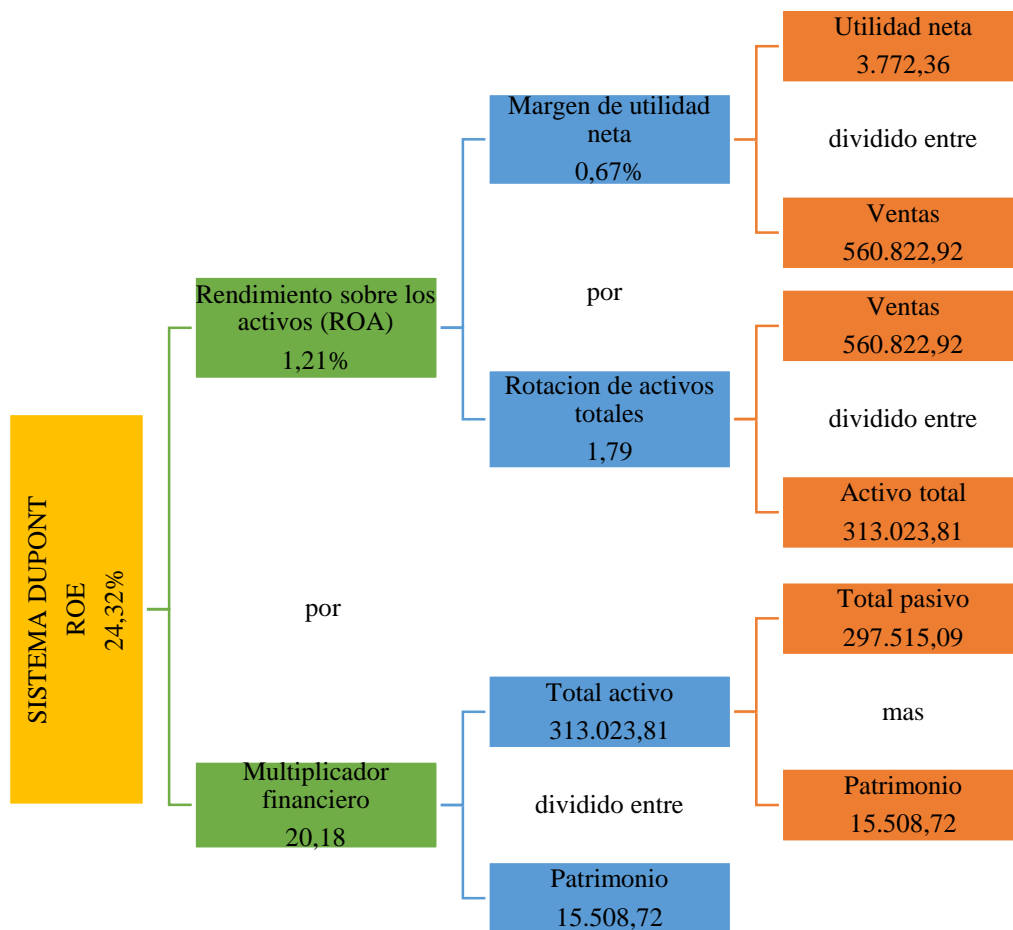 SISTEMA DUPONT
ROE
24,32%
Rendimiento sobre los
activos (ROA)
1,21%
por
Multiplicador
financiero
20,18
Margen de utilidad
neta
0,67%
por
Rotacion de activos
totales
1,79
Total activo
313.023,81
dividido entre
Patrimonio
15.508,72
Utilidad neta
3.772,36
dividido entre
Ventas
560.822,92
Ventas
560.822,92
dividido entre
Activo total
313.023,81
Total pasivo
297.515,09
mas
Patrimonio
15.508,72